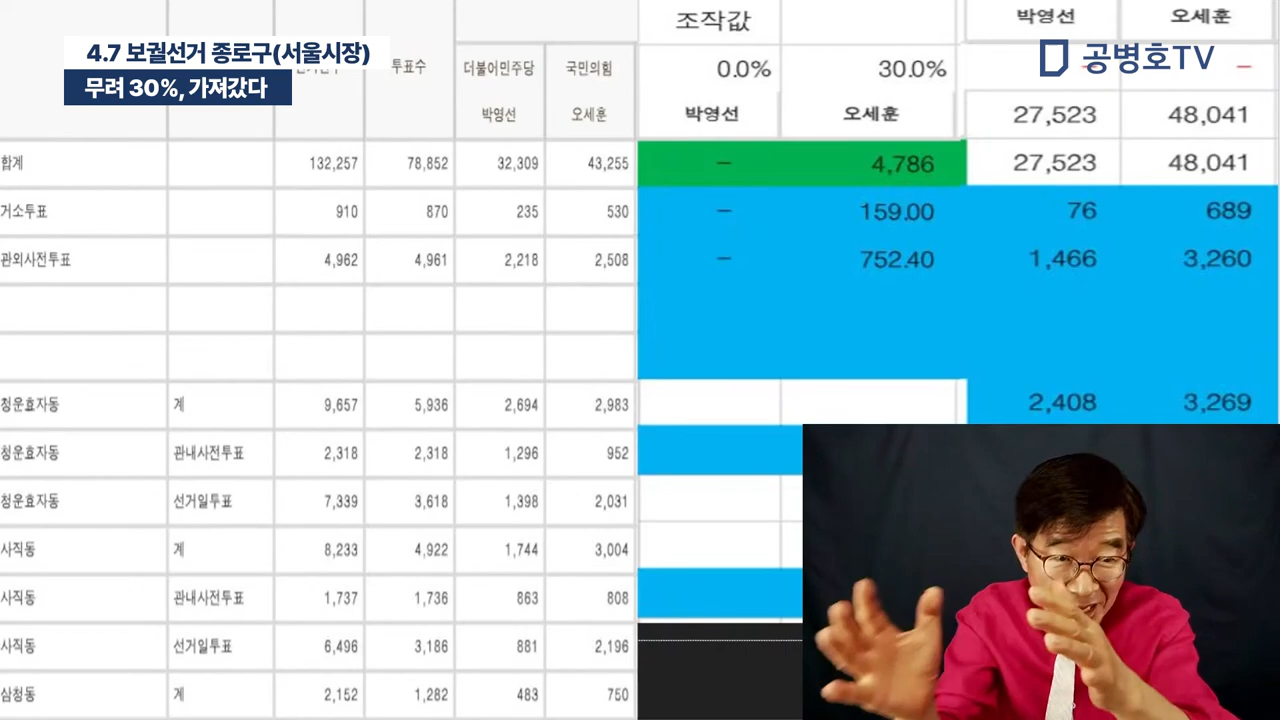 4.7 보궐선거 종로구(서울시장)
무려 30%, 가져갔다
공병호TV
투표수 더불어민주당 국민의힘
박영선 오세훈
조작값
0.0% 30.0%
박영선 오세훈
박영선 오세훈
– –
27,523 48,041
합계 132,257 78,852 32,309 43,255 – 4,786 27,523 48,041
거소투표 910 870 235 530 – 159.00 76 689
관외사전투표 4,962 4,961 2,218 2,508 – 752.40 1,466 3,260
청운효자동 계 9,657 5,936 2,694 2,983 2,408 3,269
청운효자동 관내사전투표 2,318 2,318 1,296 952
청운효자동 선거일투표 7,339 3,618 1,398 2,031
사직동 계 8,233 4,922 1,744 3,004
사직동 관내사전투표 1,737 1,736 863 808
사직동 선거일투표 6,496 3,186 881 2,196
삼청동 계 2,152 1,282 483 750